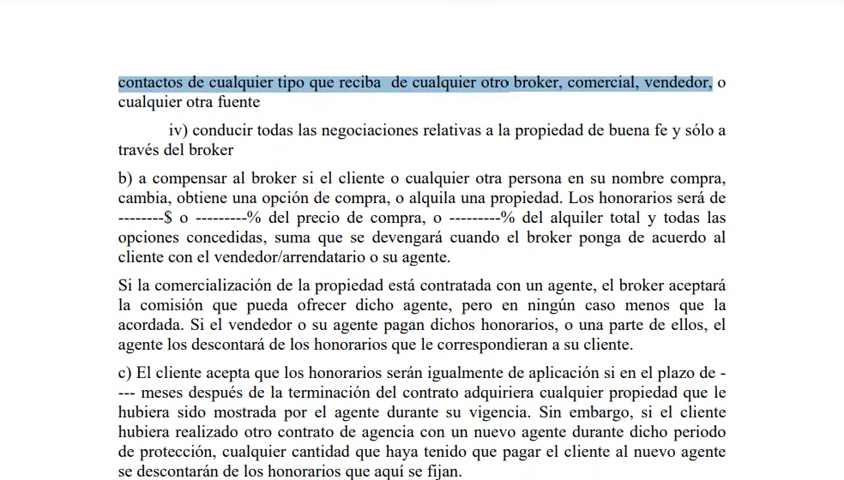 contactos de cualquier tipo que reciba  de cualquier otro broker, comercial, vendedor, o
cualquier otra fuente
iv) conducir todas las negociaciones relativas a la propiedad de buena fe y sólo a
través del broker
b) a compensar al broker si el cliente o cualquier otra persona en su nombre compra,
cambia, obtiene una opción de compra, o alquila una propiedad. Los honorarios será de
--------$ o ---------% del precio de compra, o ---------% del alquiler total y todas las
opciones concedidas, suma que se devengará cuando el broker ponga de acuerdo al
cliente con el vendedor/arrendatario o su agente.
Si la comercialización de la propiedad está contratada con un agente, el broker aceptará
la comisión que pueda ofrecer dicho agente, pero en ningún caso menos que la
acordada. Si el vendedor o su agente pagan dichos honorarios, o una parte de ellos, el
agente los descontará de los honorarios que le correspondieran a su cliente.
c) El cliente acepta que los honorarios serán igualmente de aplicación si en el plazo de -
--- meses después de la terminación del contrato adquiriera cualquier propiedad que le
hubiera sido mostrada por el agente durante su vigencia. Sin embargo, si el cliente
hubiera realizado otro contrato de agencia con un nuevo agente durante dicho periodo
de protección, cualquier cantidad que haya tenido que pagar el cliente al nuevo agente
se descontarán de los honorarios que aquí se fijan.